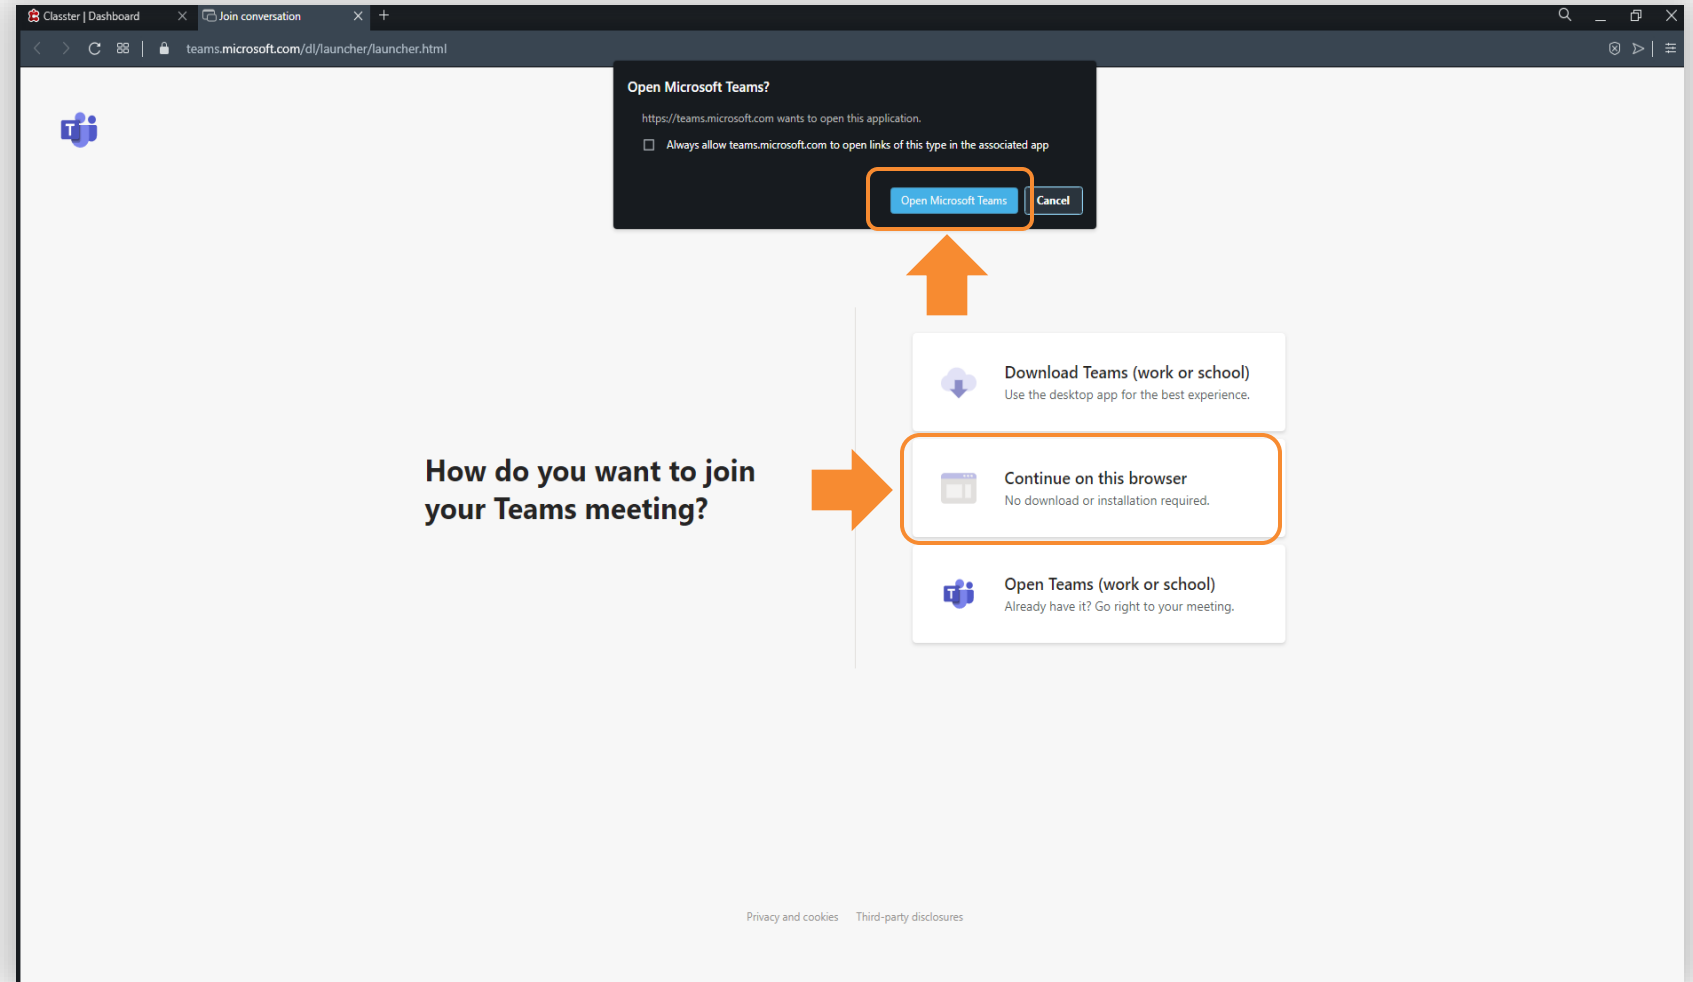 Classter | Dashboard
Join conversation
teams.microsoft.com/dl/launcher/launcher.html
Open Microsoft Teams?
https://teams.microsoft.com wants to open this application.
Always allow teams.microsoft.com to open links of this type in the associated app
Open Microsoft Teams
Cancel
T
Download Teams (work or school)
Use the desktop app for the best experience.
How do you want to join
your Teams meeting?
Continue on this browser
No download or installation required.
T
Open Teams (work or school)
Already have it? Go right to your meeting.
Privacy and cookies
Third-party disclosures